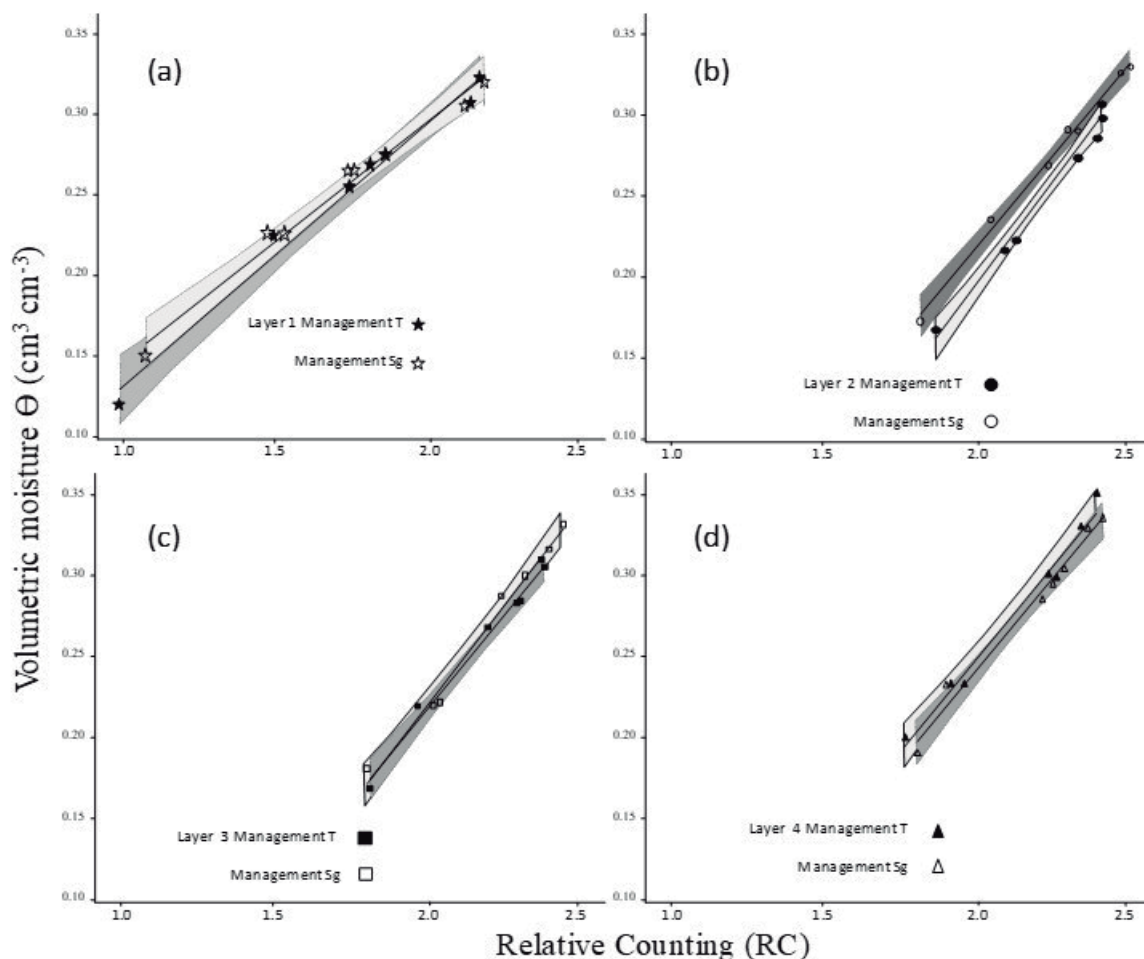 Volumetric moisture Ө (cm³ cm⁻³)
(a)
0.35
0.30
0.25
0.20
0.15
0.10
Layer 1 Management T
Management Sg
1.0 1.5 2.0 2.5
(b)
0.35
0.30
0.25
0.20
0.15
0.10
Layer 2 Management T
Management Sg
1.0 1.5 2.0 2.5
(c)
0.35
0.30
0.25
0.20
0.15
0.10
Layer 3 Management T
Management Sg
1.0 1.5 2.0 2.5
(d)
0.35
0.30
0.25
0.20
0.15
0.10
Layer 4 Management T
Management Sg
1.0 1.5 2.0 2.5
Relative Counting (RC)